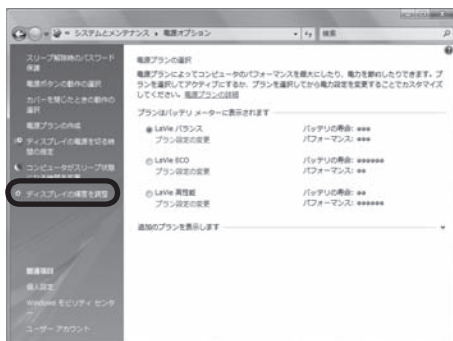 システムとメンテナンス ▸ 電源オプション
検索
スリープ解除時のパスワード
保護
電源ボタンの動作の選択
カバーを閉じたときの動作の
選択
電源プランの作成
ディスプレイの電源を切る時
間の指定
コンピュータがスリープ状態
ディスプレイの輝度を調整
関連項目
個人設定
Windows モビリティ センタ
ー
ユーザー アカウント
電源プランの選択
電源プランによってコンピュータのパフォーマンスを最大にしたり、電力を節約したりできます。プ
ランを選択してアクティブにするか、プランを選択してから電力設定を変更することでカスタマイズ
してください。電源プランの詳細
プランはバッテリ メーターに表示されます
LaVie バランス
バッテリの寿命:
プラン設定の変更
パフォーマンス:
LaVie ECO
バッテリの寿命:
プラン設定の変更
パフォーマンス:
LaVie 高性能
バッテリの寿命:
プラン設定の変更
パフォーマンス:
追加のプランを表示します